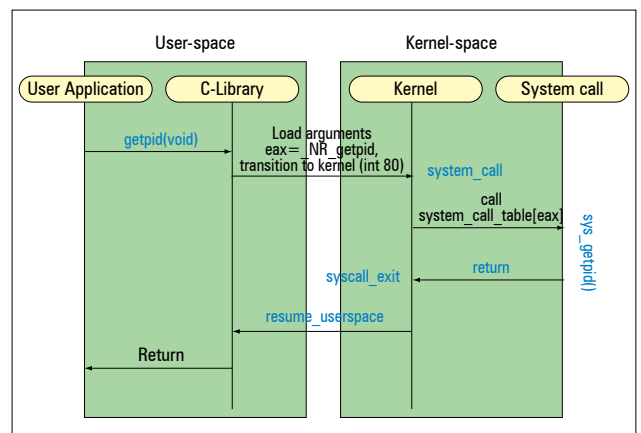 User-space
Kernel-space
User Application
C-Library
Kernel
System call
getpid(void)
Load arguments
eax=_NR_getpid,
transition to kernel (int 80)
system_call
call
system_call_table[eax]
sys_getpid()
return
syscall_exit
resume_userspace
Return